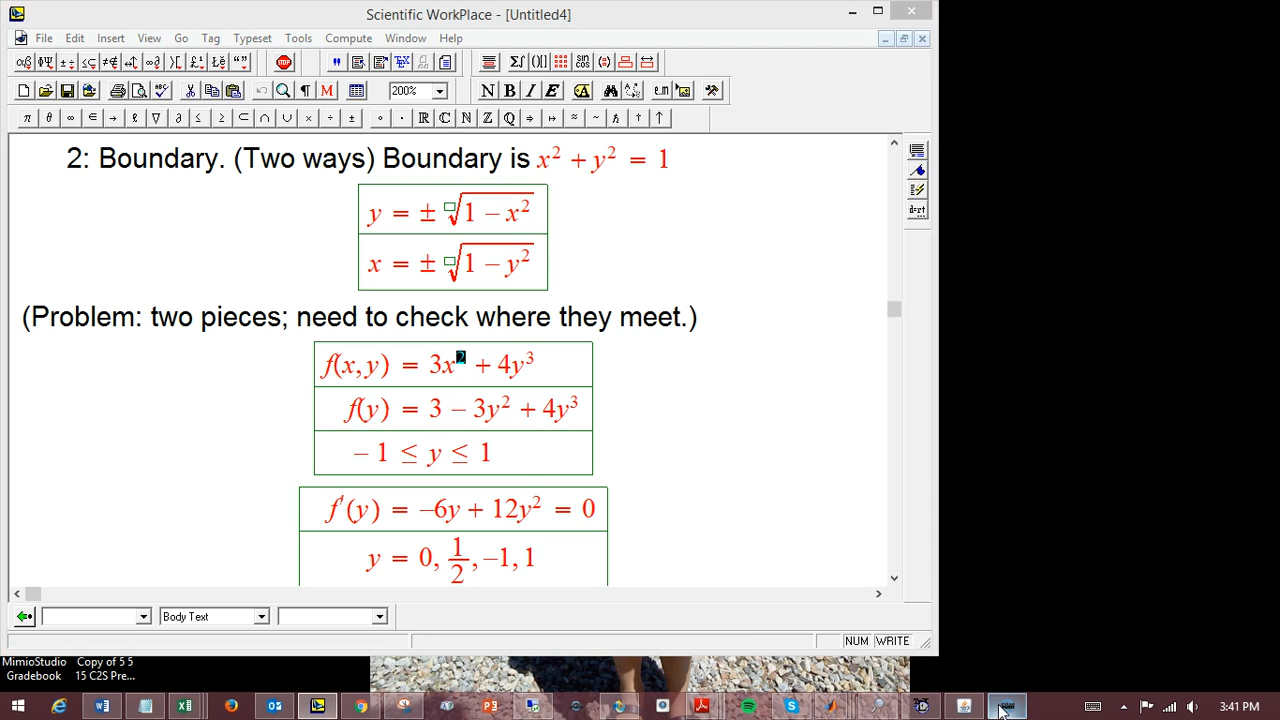 Scientific WorkPlace - [Untitled4]
File Edit Insert View Go Tag Typeset Tools Compute Window Help
200%
π θ ∞ ∈ → ℓ ∇ ∂ ≤ ≥ ⊂ ∩ ∪ × ÷ ± ∘ · ℝ ℂ ℕ ℤ ℚ ⇒ ↦ ≈ ~ ℏ † ↑
2: Boundary. (Two ways) Boundary is x² + y² = 1
y = ± √(1 − x²)
x = ± √(1 − y²)
(Problem: two pieces; need to check where they meet.)
f(x, y) = 3x² + 4y³
f(y) = 3 − 3y² + 4y³
− 1 ≤ y ≤ 1
f′(y) = −6y + 12y² = 0
y = 0, 1/2, −1, 1
Body Text
NUM WRITE
MimioStudio Copy of 5 5
Gradebook 15 C2S Pre...
3:41 PM